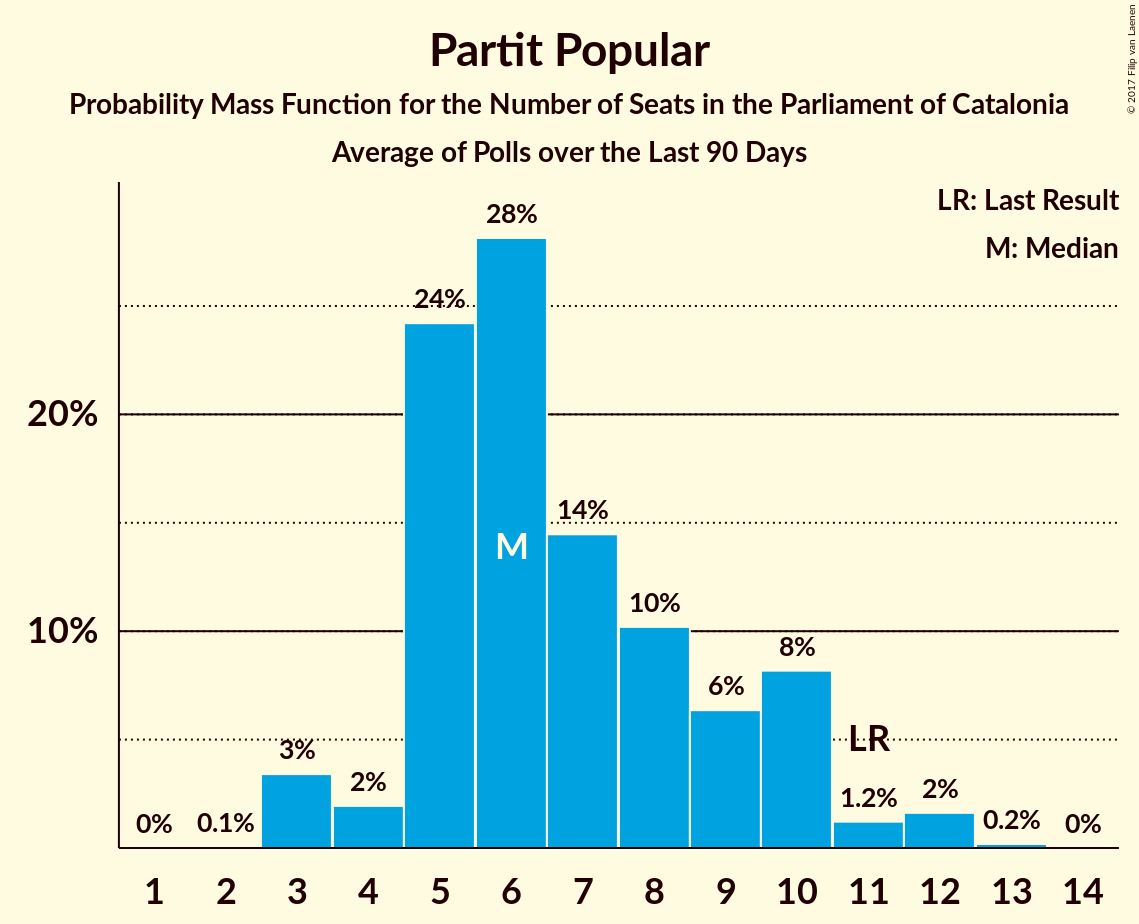 Partit Popular
Probability Mass Function for the Number of Seats in the Parliament of Catalonia
Average of Polls over the Last 90 Days
© 2017 Filip van Laenen
LR: Last Result
M: Median
28%
24%
20%
14%
M
10%
10%
8%
6%
LR
3%
2%
2%
1.2%
0%
0.1%
0.2%
0%
1 2 3 4 5 6 7 8 9 10 11 12 13 14